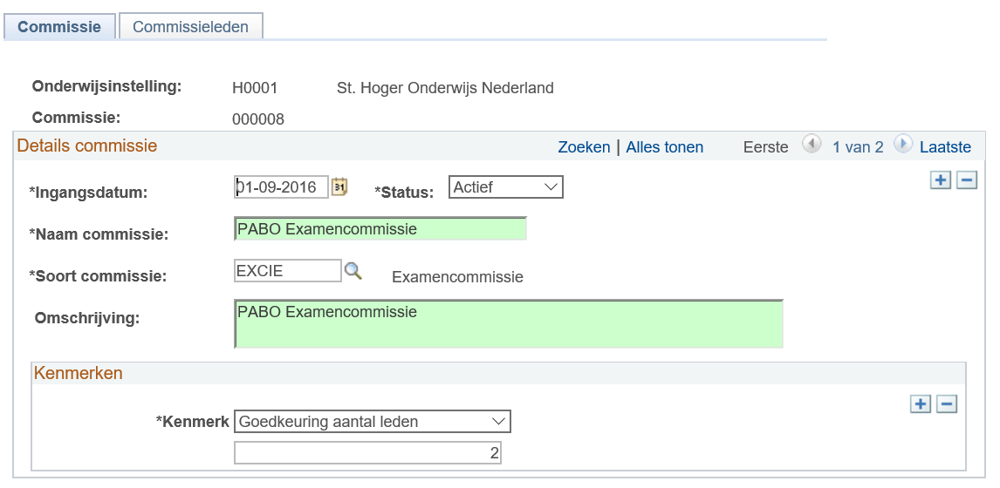 Commissie Commissieleden
Onderwijsinstelling: H0001 St. Hoger Onderwijs Nederland
Commissie: 000008
Details commissie Zoeken | Alles tonen Eerste 1 van 2 Laatste
*Ingangsdatum: 01-09-2016 31 *Status: Actief
*Naam commissie: PABO Examencommissie
*Soort commissie: EXCIE Examencommissie
Omschrijving: PABO Examencommissie
Kenmerken
*Kenmerk Goedkeuring aantal leden
2